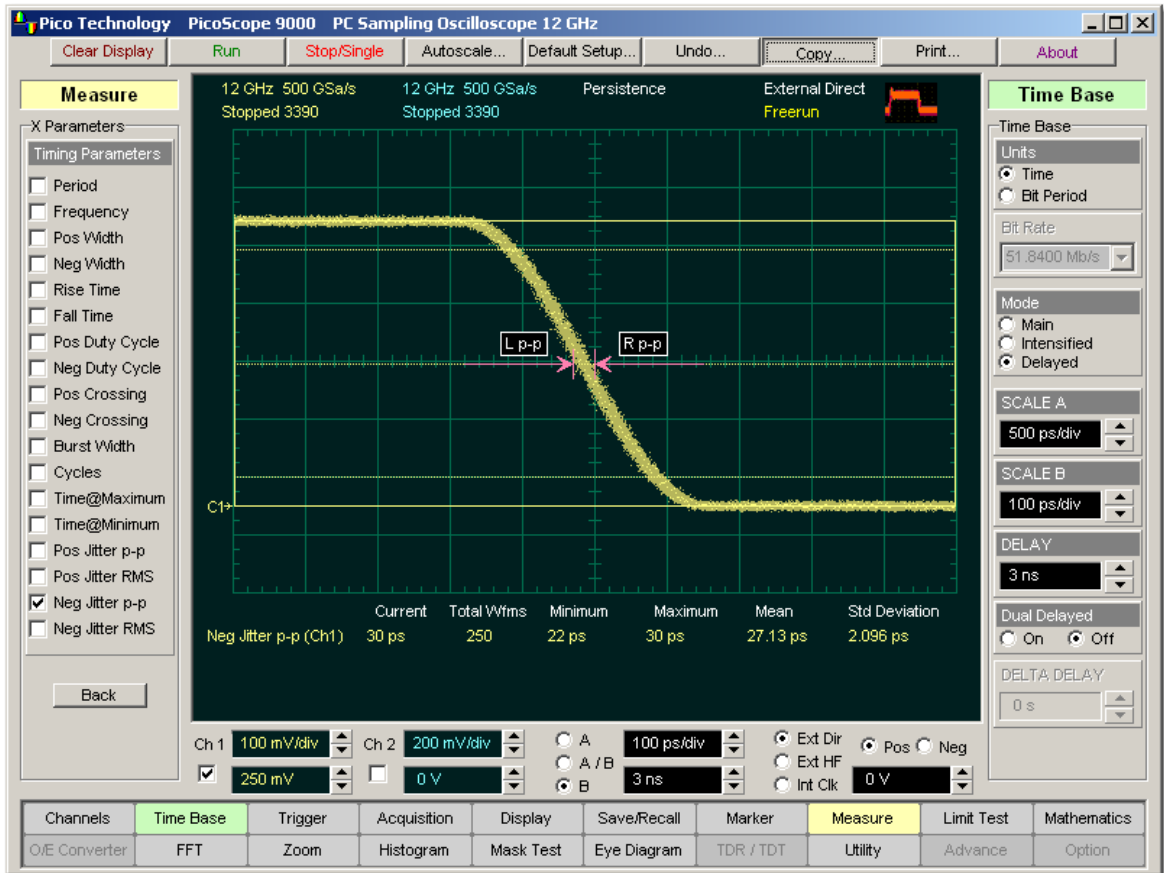 Pico Technology PicoScope 9000 PC Sampling Oscilloscope 12 GHz
Clear Display Run Stop/Single Autoscale... Default Setup... Undo... Copy... Print... About
Measure
X Parameters
Timing Parameters
Period
Frequency
Pos Width
Neg Width
Rise Time
Fall Time
Pos Duty Cycle
Neg Duty Cycle
Pos Crossing
Neg Crossing
Burst Width
Cycles
Time@Maximum
Time@Minimum
Pos Jitter p-p
Pos Jitter RMS
Neg Jitter p-p
Neg Jitter RMS
Back
12 GHz 500 GSa/s 12 GHz 500 GSa/s Persistence External Direct
Stopped 3390 Stopped 3390 Freerun
L p-p R p-p
C1
Current Total Wfms Minimum Maximum Mean Std Deviation
Neg Jitter p-p (Ch1) 30 ps 250 22 ps 30 ps 27.13 ps 2.096 ps
Time Base
Time Base
Units
Time
Bit Period
Bit Rate
51.8400 Mb/s
Mode
Main
Intensified
Delayed
SCALE A
500 ps/div
SCALE B
100 ps/div
DELAY
3 ns
Dual Delayed
On Off
DELTA DELAY
0 s
Ch 1 100 mV/div Ch 2 200 mV/div A 100 ps/div Ext Dir Pos Neg
A / B Ext HF
250 mV 0 V B 3 ns Int Clk 0 V
Channels Time Base Trigger Acquisition Display Save/Recall Marker Measure Limit Test Mathematics
O/E Converter FFT Zoom Histogram Mask Test Eye Diagram TDR / TDT Utility Advance Option